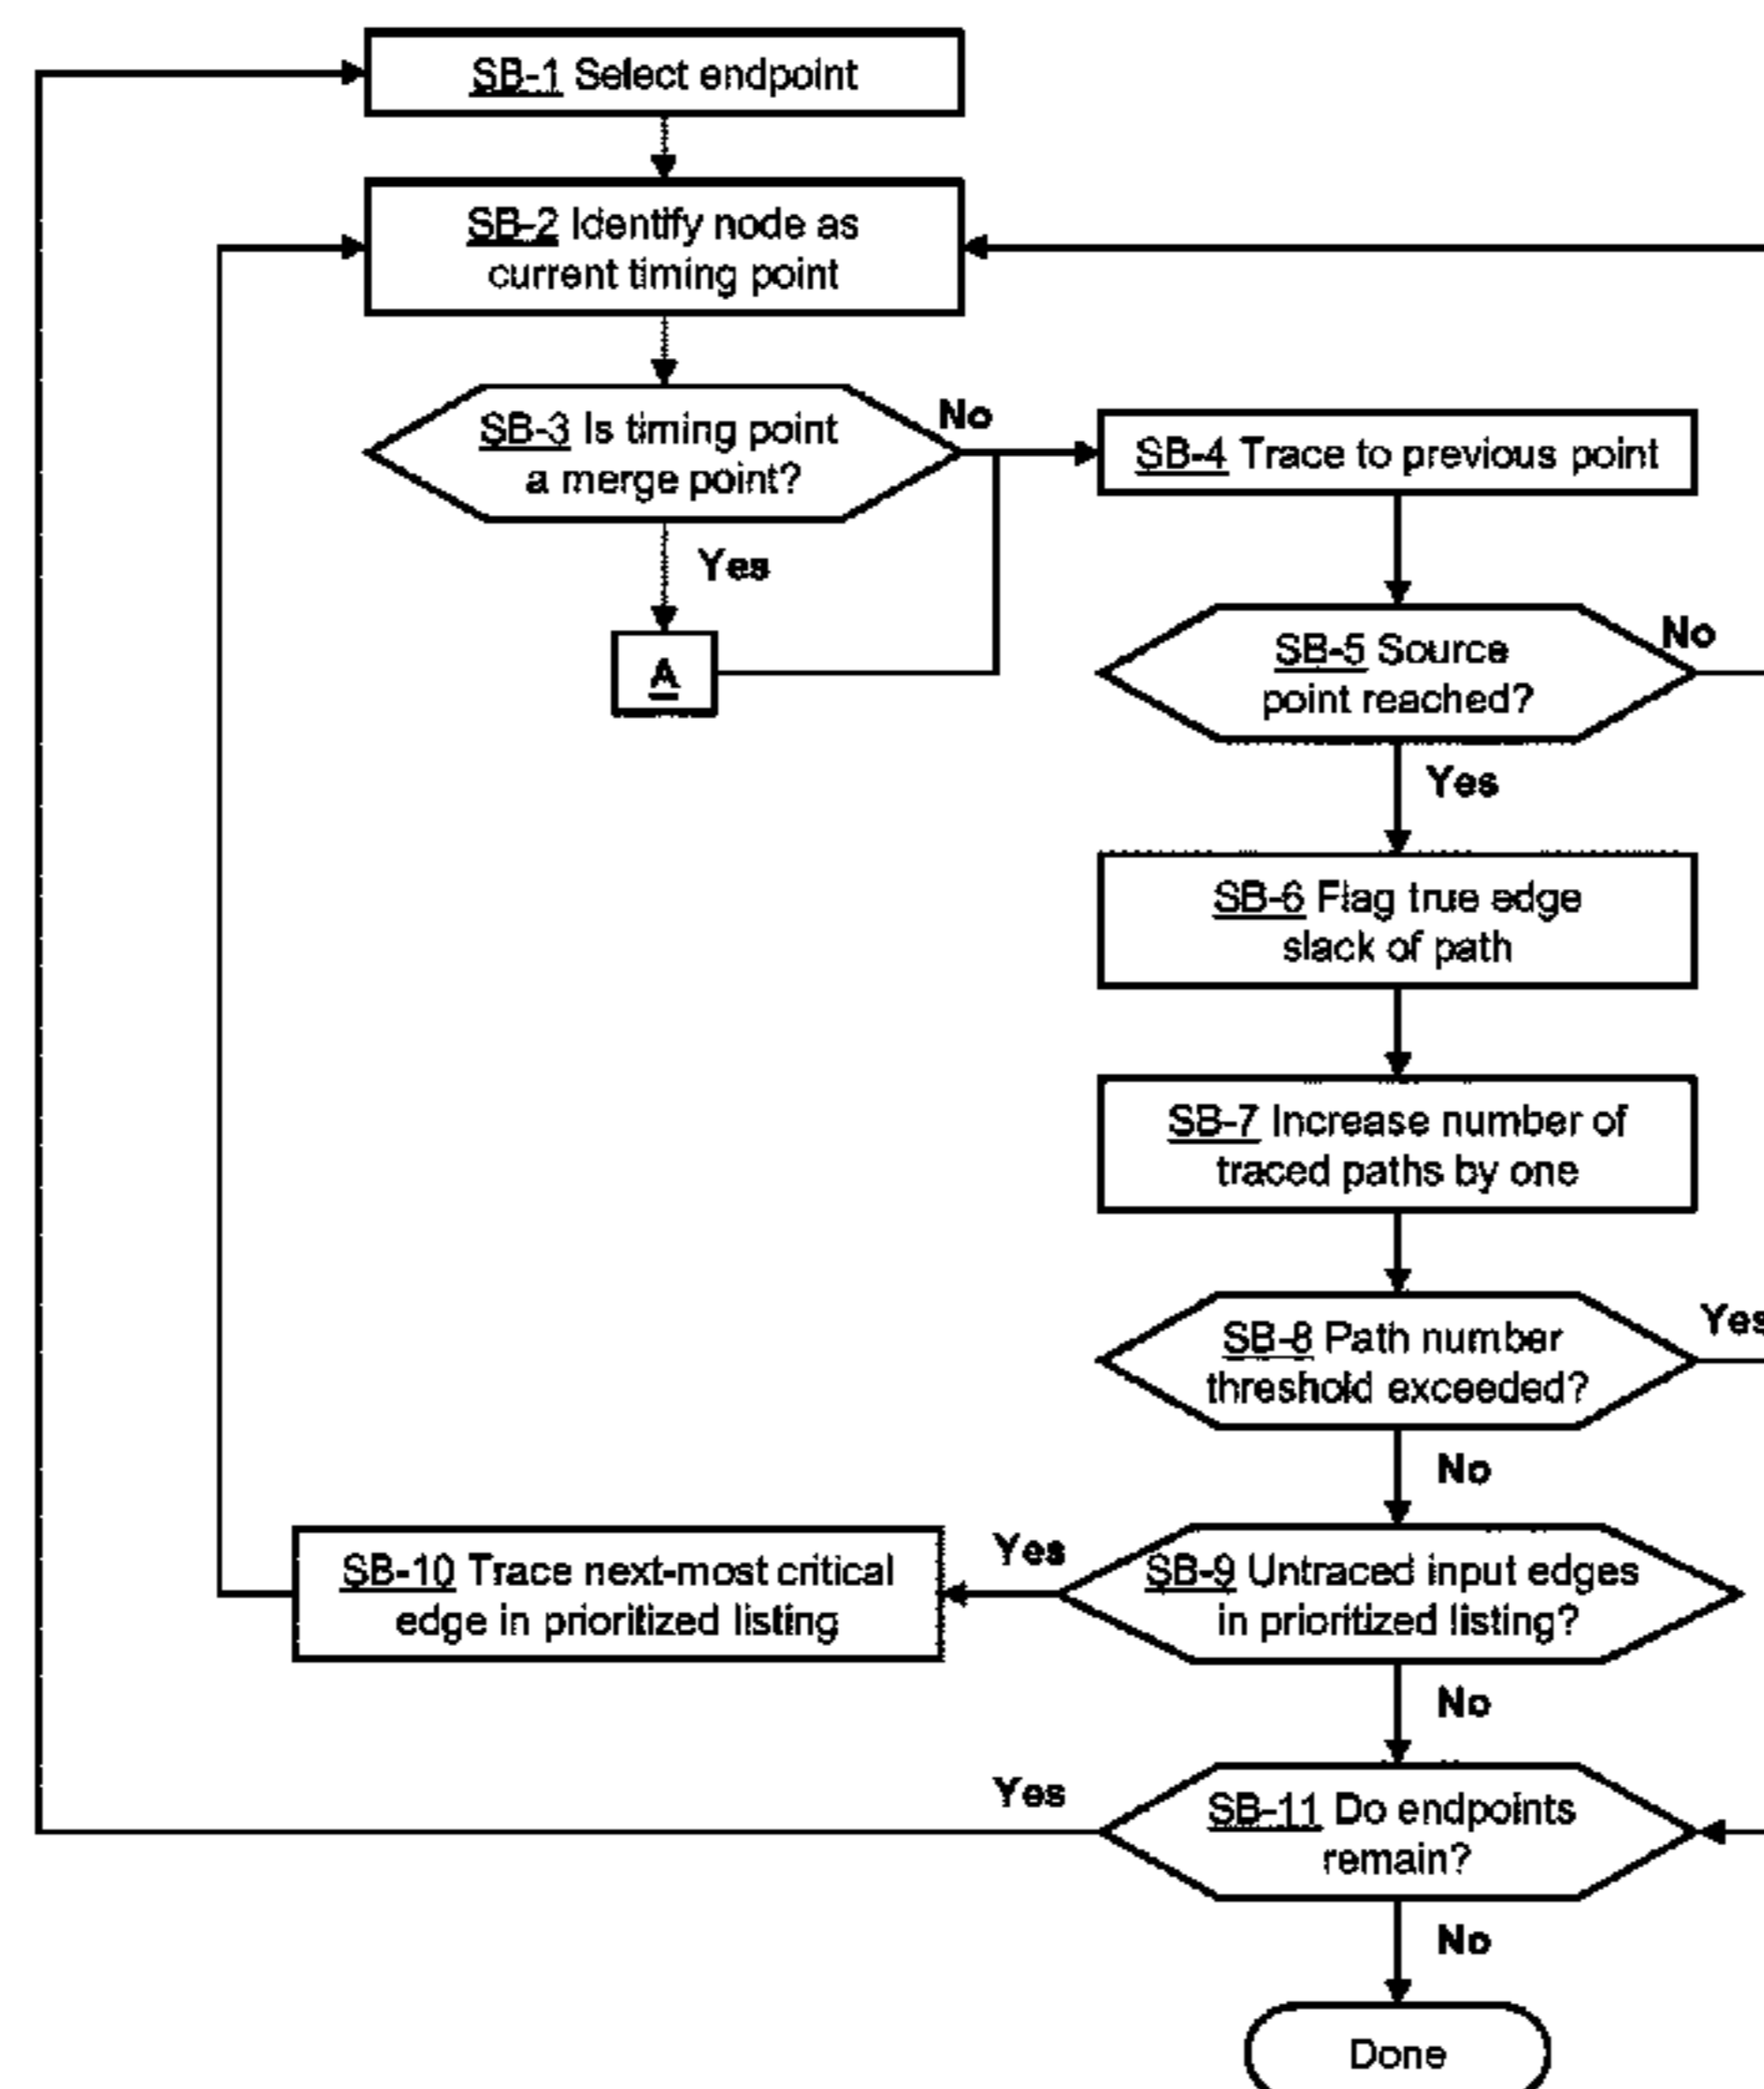 SB-1 Select endpoint
SB-2 Identify node as
current timing point
SB-3 Is timing point
a merge point?
No
SB-4 Trace to previous point
Yes
A
SB-5 Source
point reached?
No
Yes
SB-6 Flag true edge
slack of path
SB-7 Increase number of
traced paths by one
SB-8 Path number
threshold exceeded?
Yes
No
SB-10 Trace next-most critical
edge in prioritized listing
Yes
SB-9 Untraced input edges
in prioritized listing?
No
Yes
SB-11 Do endpoints
remain?
No
Done